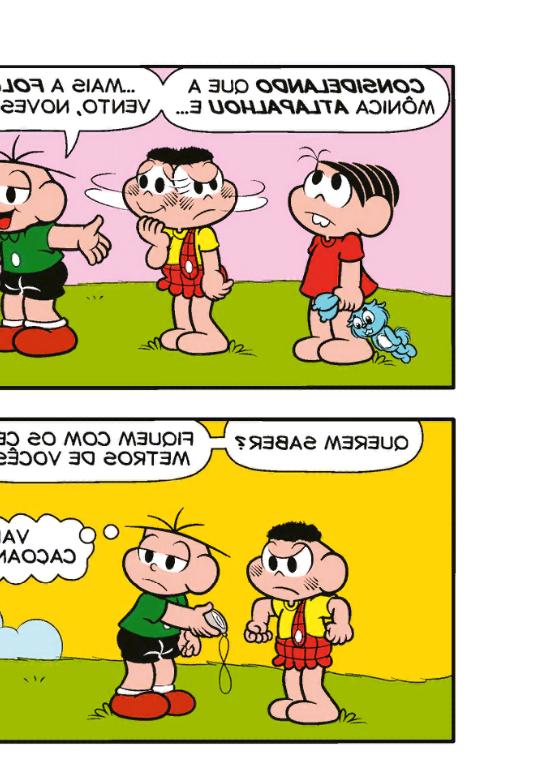 CONSIDELANDO QUE A
MÔNICA ATLAPALHOU E...
...MAIS A
VENTO,
QUEREM SABER?
FIQUEM COM OS
METROS DE VOCÊS